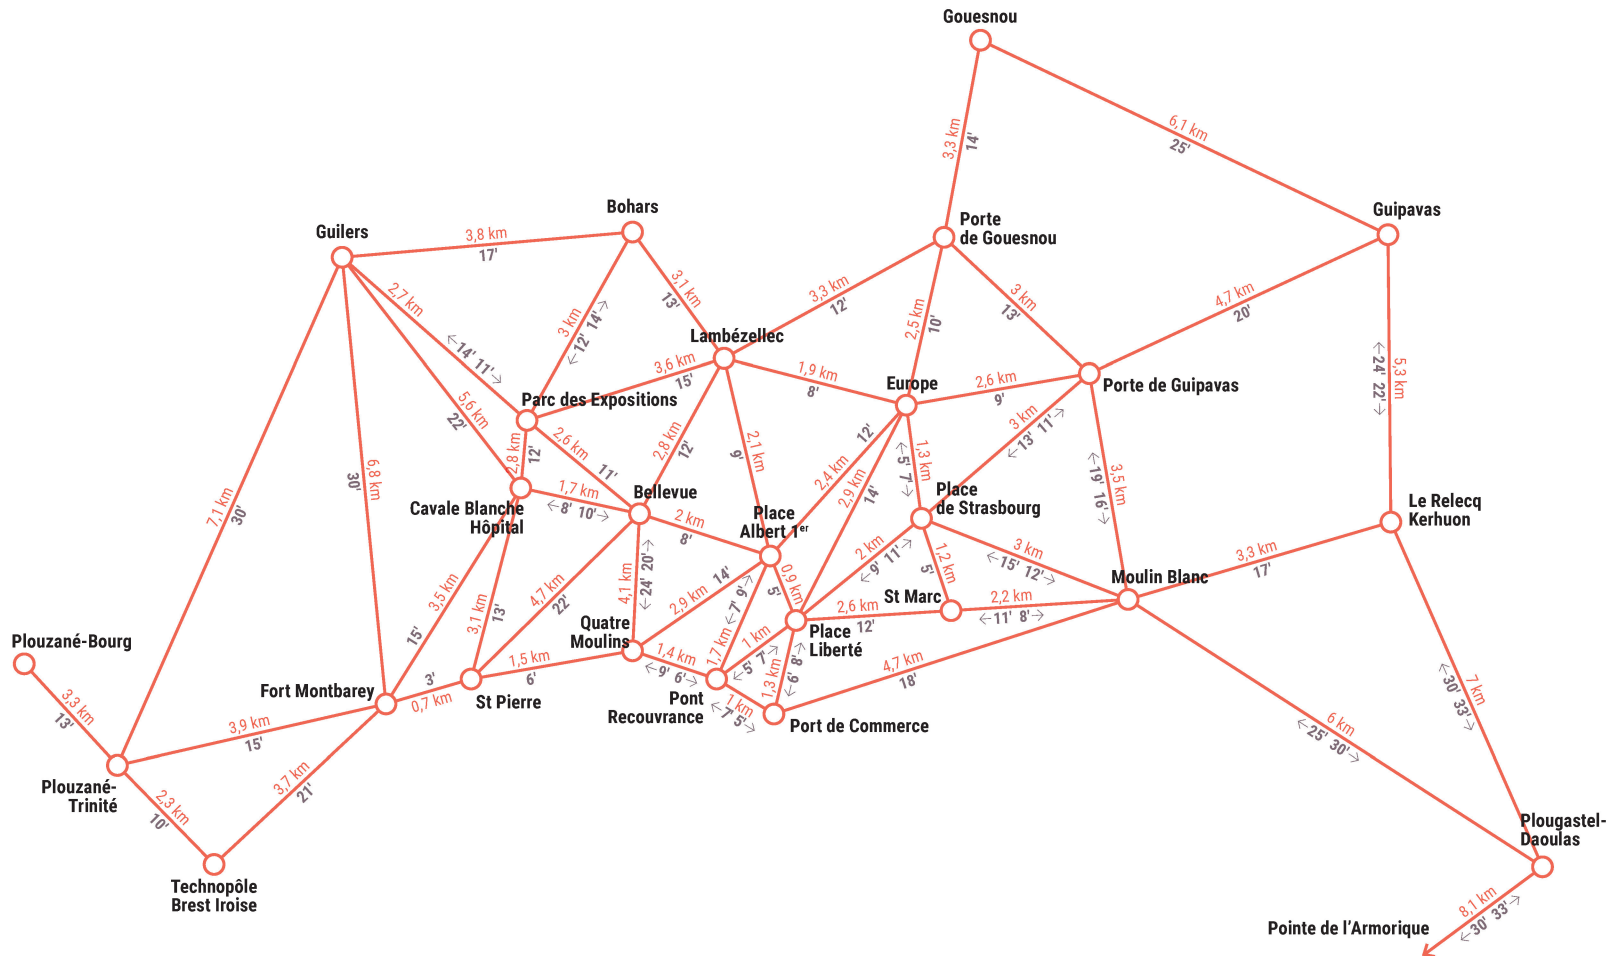 Gouesnou
6,1 km
25'
3,3 km
14'
Guipavas
Bohars
Porte
de Gouesnou
Guilers
3,8 km
17'
3,1 km
13'
2,7 km
←14' 11'→
3 km
←12' 14'→
3,3 km
12'
2,5 km
10'
3 km
13'
4,7 km
20'
Lambézellec
3,6 km
15'
1,9 km
8'
Europe
2,6 km
9'
Porte de Guipavas
5,3 km
←24' 22'→
Parc des Expositions
5,6 km
22'
2,8 km
12'
2,6 km
11'
2,8 km
12'
2,1 km
9'
2,4 km
12'
2,9 km
14'
1,3 km
←5' 7'→
3 km
←13' 11'→
3,5 km
←19' 16'→
6,8 km
30'
7,1 km
30'
Cavale Blanche
Hôpital
1,7 km
←8' 10'→
Bellevue
2 km
8'
Place
Albert 1er
Place
de Strasbourg
Le Relecq
Kerhuon
3,3 km
17'
3,5 km
15'
3,1 km
13'
4,7 km
22'
4,1 km
←24' 20'→
2,9 km
14'
0,9 km
5'
1,7 km
←7' 9'→
2 km
←9' 11'→
1,2 km
5'
3 km
←15' 12'→
Moulin Blanc
St Marc
2,6 km
12'
2,2 km
←11' 8'→
Quatre
Moulins
Place
Liberté
1 km
←5' 7'→
1,4 km
←9' 6'→
1,3 km
←6' 8'→
4,7 km
18'
Plouzané-Bourg
3,3 km
13'
Fort Montbarey
3'
0,7 km
St Pierre
1,5 km
6'
Pont
Recouvrance
1 km
←7' 5'→
Port de Commerce
3,9 km
15'
3,7 km
21'
Plouzané-
Trinité
2,3 km
10'
Technopôle
Brest Iroise
6 km
←25' 30'→
7 km
←30' 33'→
Plougastel-
Daoulas
8,1 km
←30' 33'→
Pointe de l'Armorique